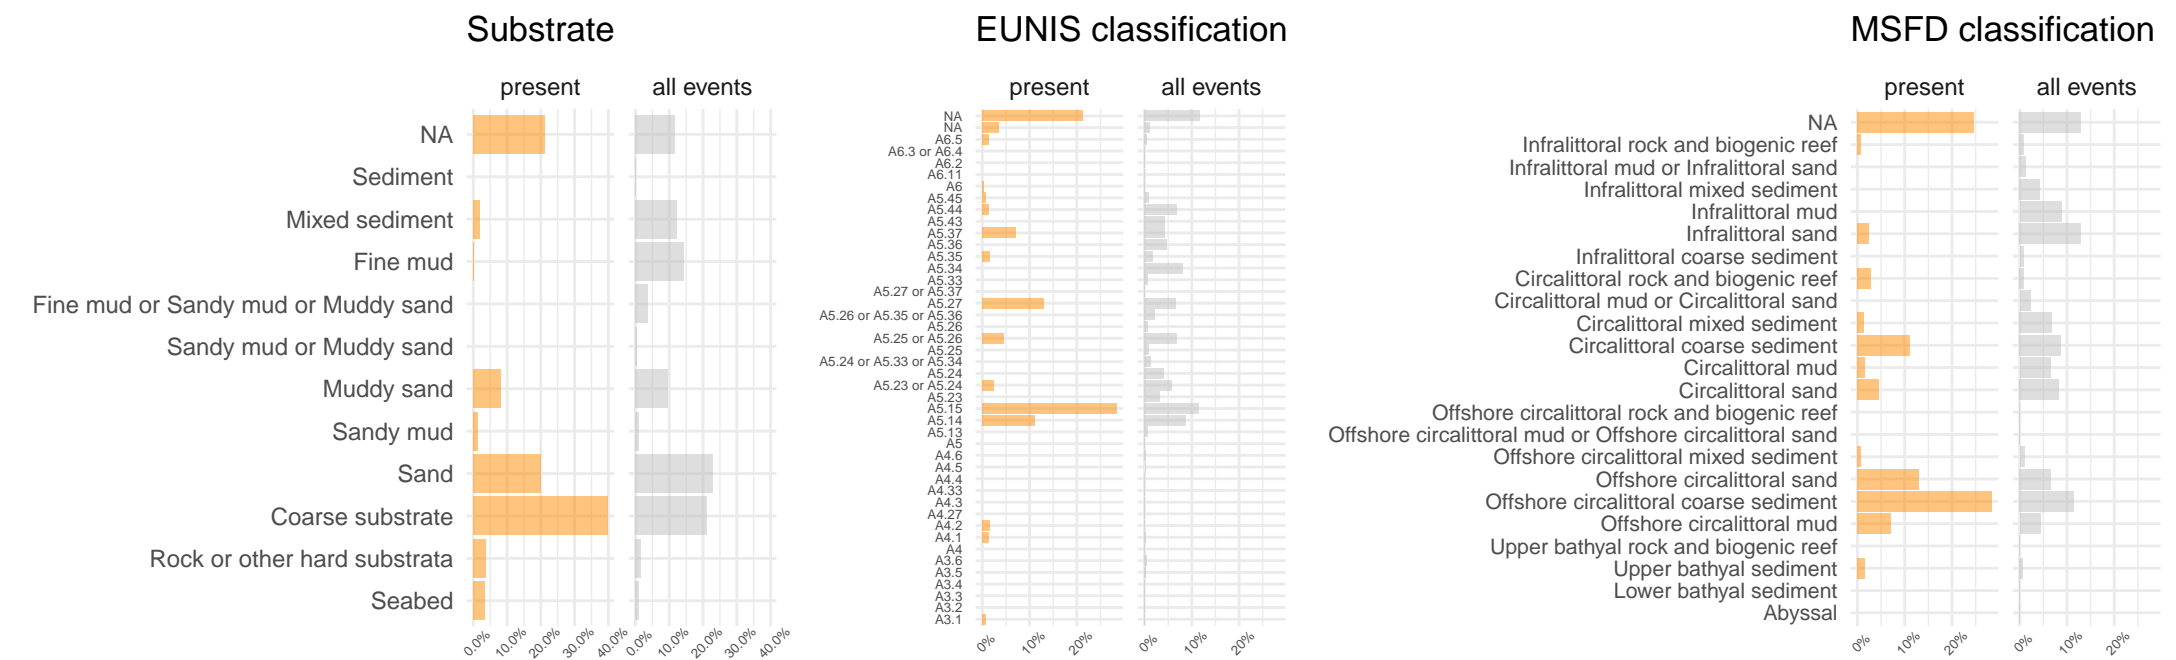 Substrate
present all events
NA
Sediment
Mixed sediment
Fine mud
Fine mud or Sandy mud or Muddy sand
Sandy mud or Muddy sand
Muddy sand
Sandy mud
Sand
Coarse substrate
Rock or other hard substrata
Seabed
0.0% 10.0% 20.0% 30.0% 40.0% 0.0% 10.0% 20.0% 30.0% 40.0%
EUNIS classification
present all events
NA
NA
A6.5
A6.3 or A6.4
A6.2
A6.11
A6
A5.45
A5.44
A5.43
A5.37
A5.36
A5.35
A5.34
A5.33
A5.27 or A5.37
A5.27
A5.26 or A5.35 or A5.36
A5.26
A5.25 or A5.26
A5.25
A5.24 or A5.33 or A5.34
A5.24
A5.23 or A5.24
A5.23
A5.15
A5.14
A5.13
A5
A4.6
A4.5
A4.4
A4.33
A4.3
A4.27
A4.2
A4.1
A4
A3.6
A3.5
A3.4
A3.3
A3.2
A3.1
0% 10% 20% 0% 10% 20%
MSFD classification
present all events
NA
Infralittoral rock and biogenic reef
Infralittoral mud or Infralittoral sand
Infralittoral mixed sediment
Infralittoral mud
Infralittoral sand
Infralittoral coarse sediment
Circalittoral rock and biogenic reef
Circalittoral mud or Circalittoral sand
Circalittoral mixed sediment
Circalittoral coarse sediment
Circalittoral mud
Circalittoral sand
Offshore circalittoral rock and biogenic reef
Offshore circalittoral mud or Offshore circalittoral sand
Offshore circalittoral mixed sediment
Offshore circalittoral sand
Offshore circalittoral coarse sediment
Offshore circalittoral mud
Upper bathyal rock and biogenic reef
Upper bathyal sediment
Lower bathyal sediment
Abyssal
0% 10% 20% 0% 10% 20%